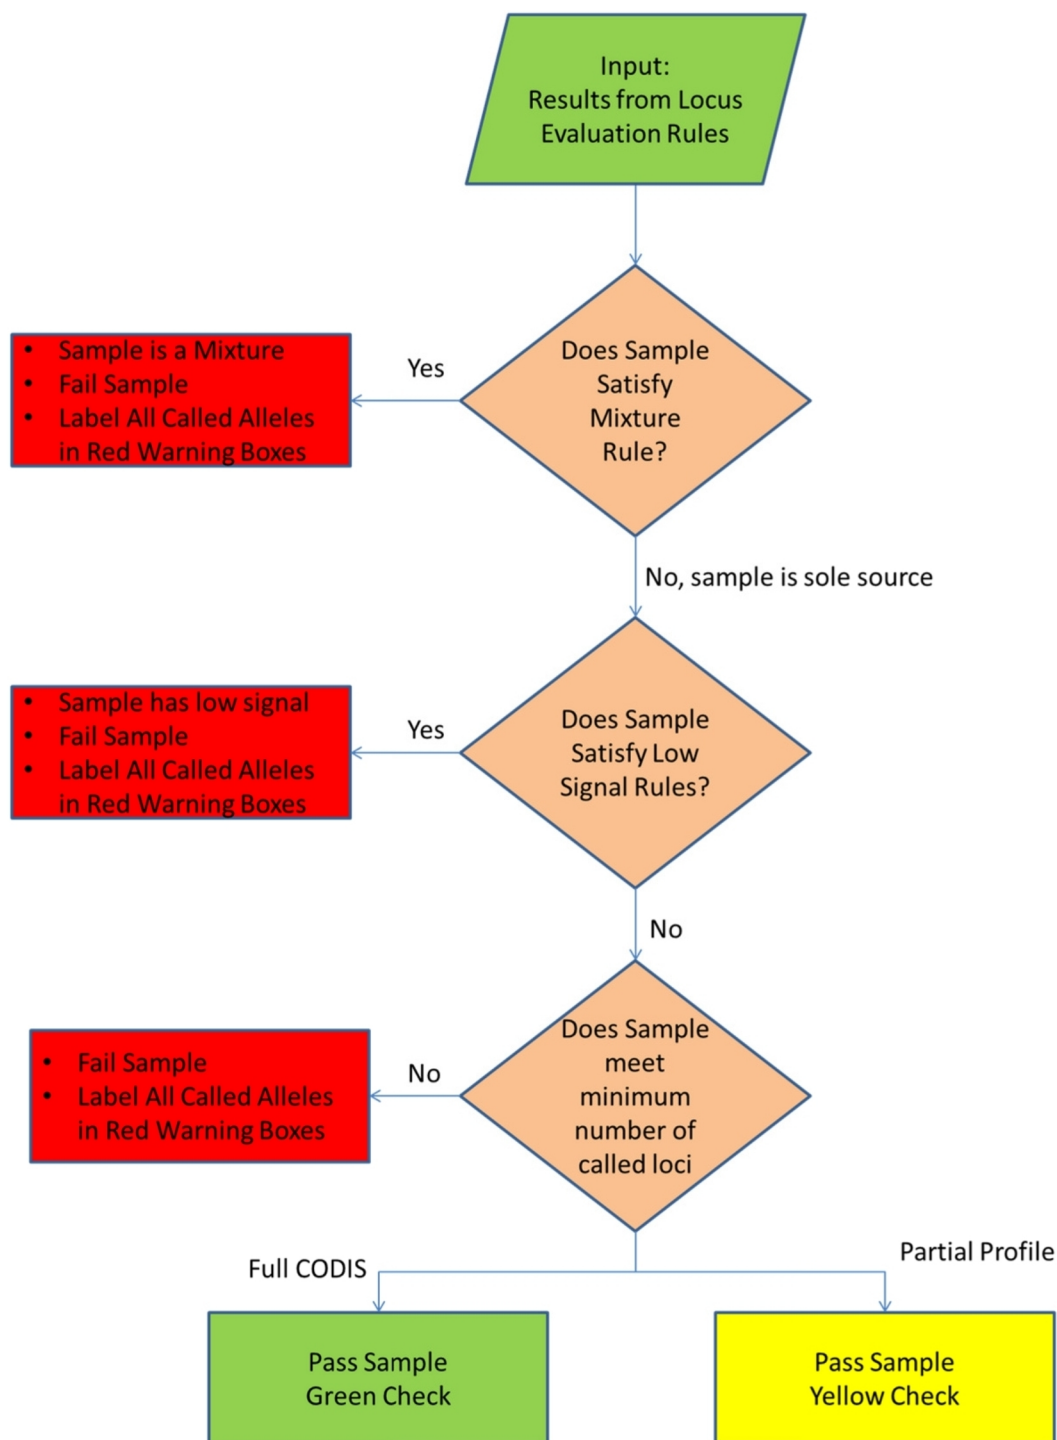 Input:
Results from Locus
Evaluation Rules
Does Sample
Satisfy
Mixture
Rule?
Yes
• Sample is a Mixture
• Fail Sample
• Label All Called Alleles
in Red Warning Boxes
No, sample is sole source
Does Sample
Satisfy Low
Signal Rules?
Yes
• Sample has low signal
• Fail Sample
• Label All Called Alleles
in Red Warning Boxes
No
Does Sample
meet
minimum
number of
called loci
No
• Fail Sample
• Label All Called Alleles
in Red Warning Boxes
Full CODIS
Partial Profile
Pass Sample
Green Check
Pass Sample
Yellow Check